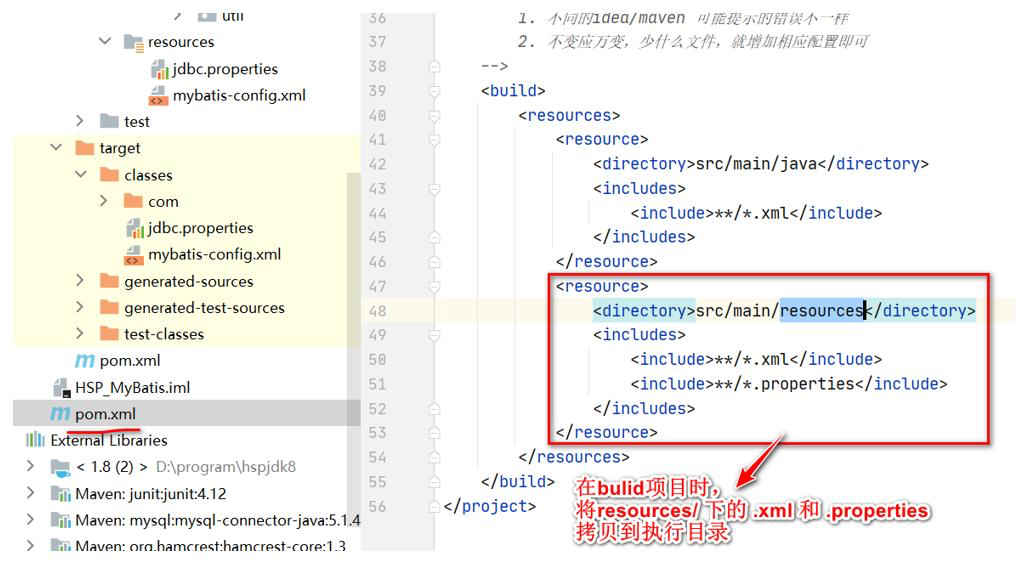 util
resources
jdbc.properties
mybatis-config.xml
test
target
classes
com
jdbc.properties
mybatis-config.xml
generated-sources
generated-test-sources
test-classes
pom.xml
HSP_MyBatis.iml
pom.xml
External Libraries
< 1.8 (2) > D:\program\hspjdk8
Maven: junit:junit:4.12
Maven: mysql:mysql-connector-java:5.1.4
Maven: org.hamcrest:hamcrest-core:1.3
36 1. 不同的idea/maven 可能提示的错误不一样
37 2. 不变应万变，少什么文件，就增加相应配置即可
38 -->
39 <build>
40 <resources>
41 <resource>
42 <directory>src/main/java</directory>
43 <includes>
44 <include>**/*.xml</include>
45 </includes>
46 </resource>
47 <resource>
48 <directory>src/main/resources</directory>
49 <includes>
50 <include>**/*.xml</include>
51 <include>**/*.properties</include>
52 </includes>
53 </resource>
54 </resources>
55 </build>
56 </project>
在bulid项目时，
将resources/ 下的 .xml 和 .properties
拷贝到执行目录